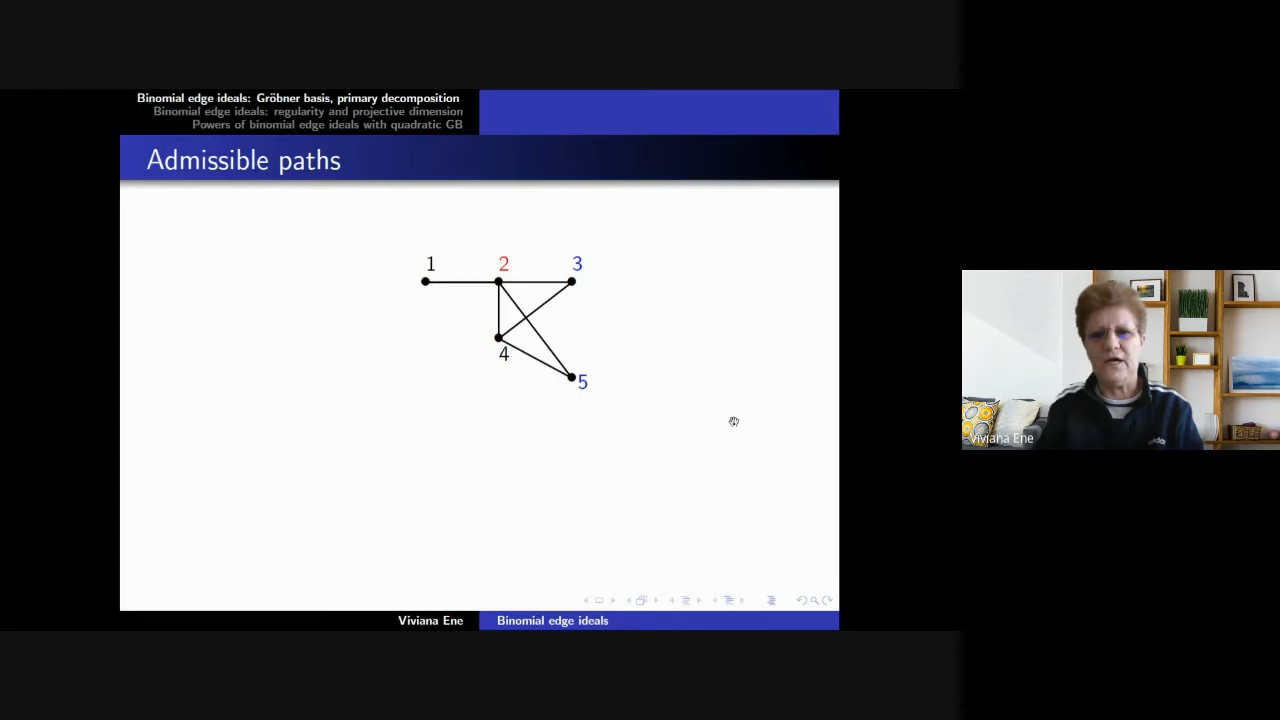 Binomial edge ideals: Gröbner basis, primary decomposition
Binomial edge ideals: regularity and projective dimension
Powers of binomial edge ideals with quadratic GB
Admissible paths
1 2 3
4
5
Viviana Ene
Viviana Ene Binomial edge ideals